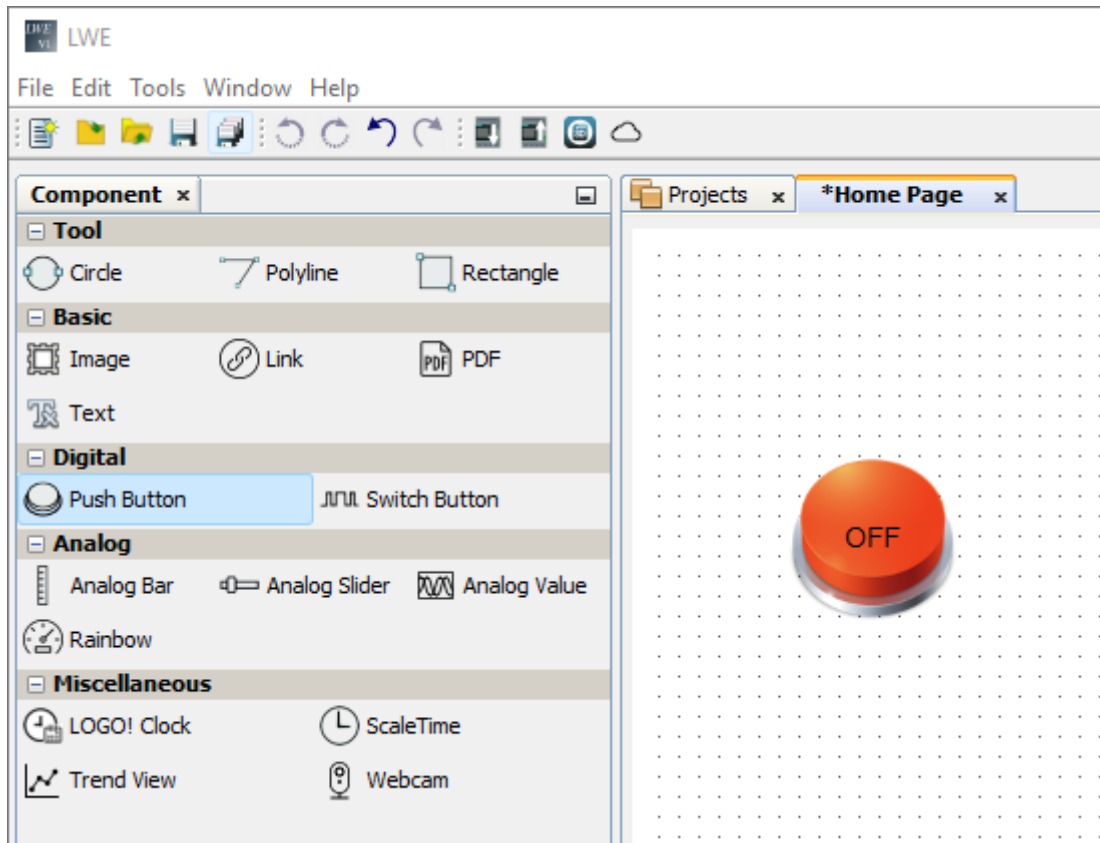 LWE V1 LWE
File Edit Tools Window Help
Component
Projects *Home Page
Tool
Circle Polyline Rectangle
Basic
Image Link PDF PDF
Text
Digital
Push Button Switch Button
OFF
Analog
Analog Bar Analog Slider Analog Value
Rainbow
Miscellaneous
LOGO! Clock ScaleTime
Trend View Webcam